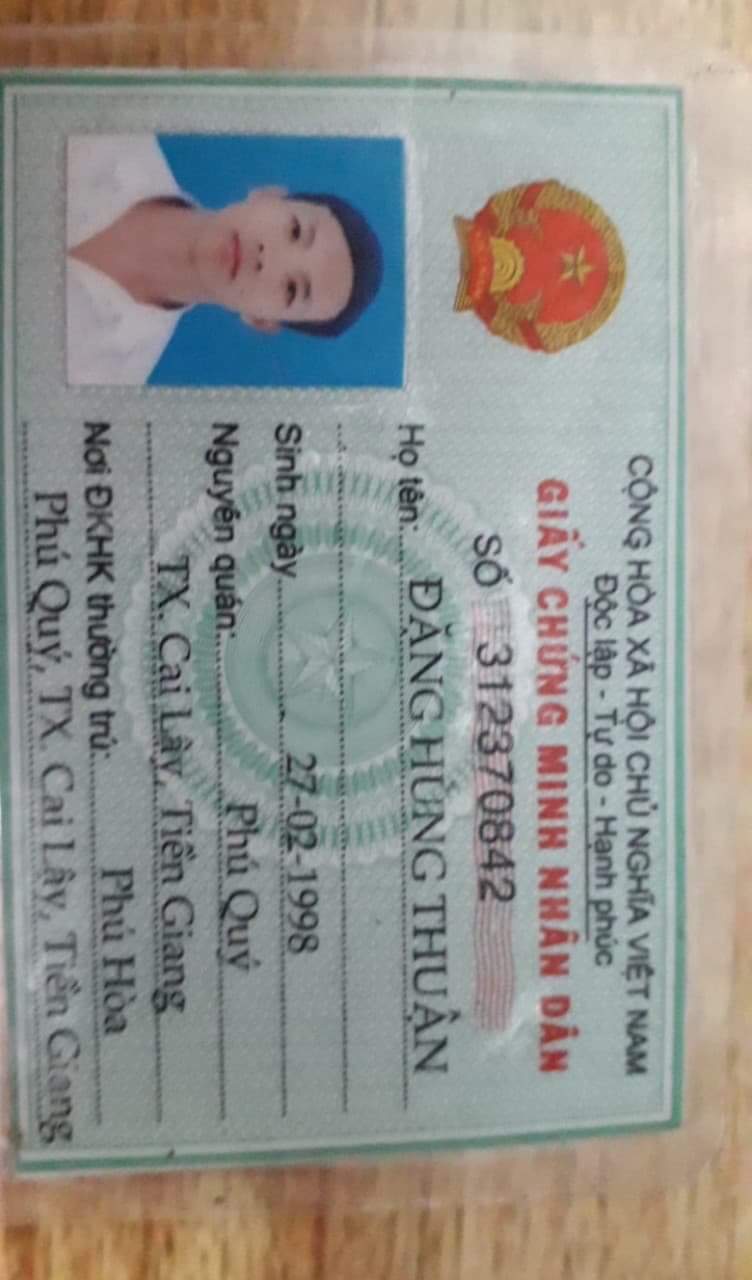 CỘNG HÒA XÃ HỘI CHỦ NGHĨA VIỆT NAM
Độc lập - Tự do - Hạnh phúc
GIẤY CHỨNG MINH NHÂN DÂN
SỐ 312370842
Họ tên: ĐẶNG HÙNG THUẬN
Sinh ngày 27-02-1998
Nguyên quán: Phú Quý
TX. Cai Lậy, Tiền Giang
Nơi ĐKHK thường trú: Phú Hòa
Phú Quý, TX. Cai Lậy, Tiền Giang